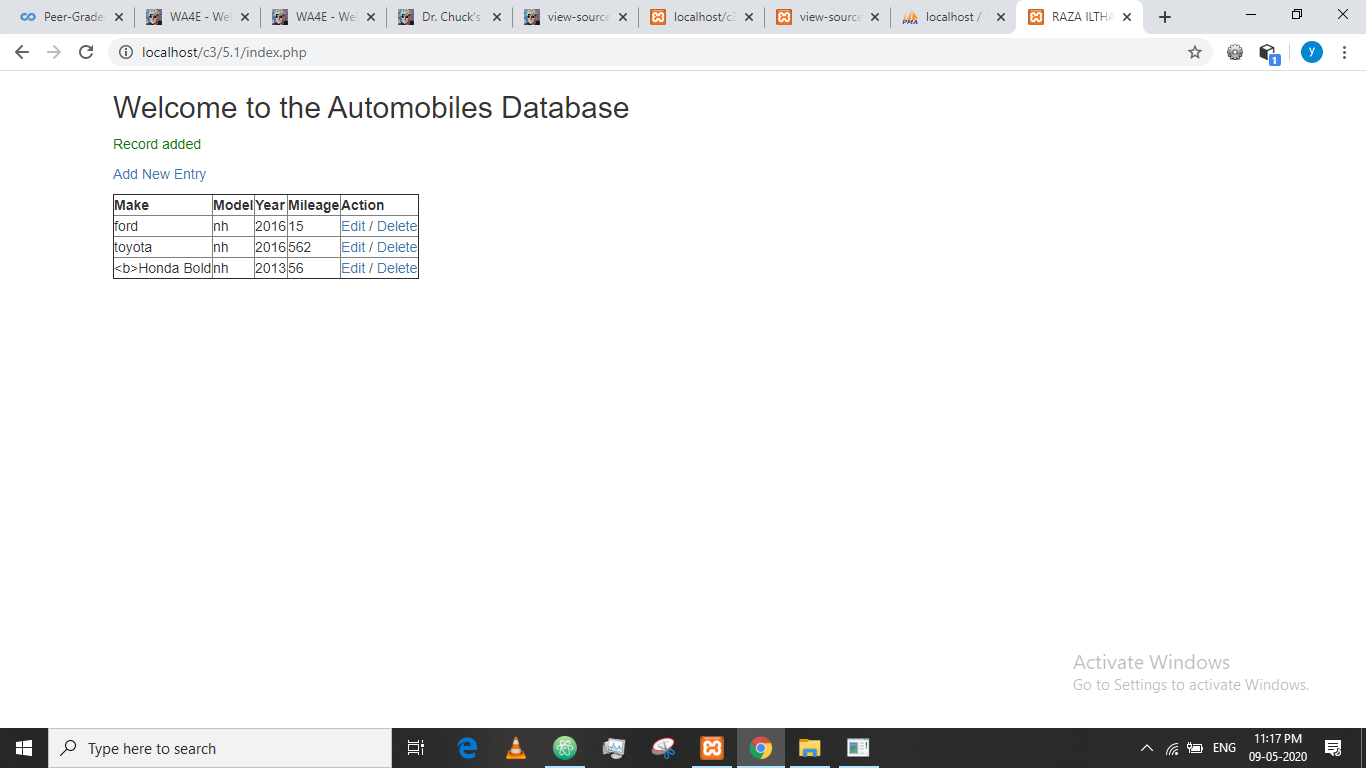 Peer-Grade
WA4E - We
WA4E - We
Dr. Chuck's
view-source
localhost/c3
view-source
localhost /
RAZA ILTHA
localhost/c3/5.1/index.php
y
1
Welcome to the Automobiles Database
Record added
Add New Entry
Make Model Year Mileage Action
ford nh 2016 15 Edit / Delete
toyota nh 2016 562 Edit / Delete
<b>Honda Bold nh 2013 56 Edit / Delete
Activate Windows
Go to Settings to activate Windows.
Type here to search
ENG
11:17 PM
09-05-2020